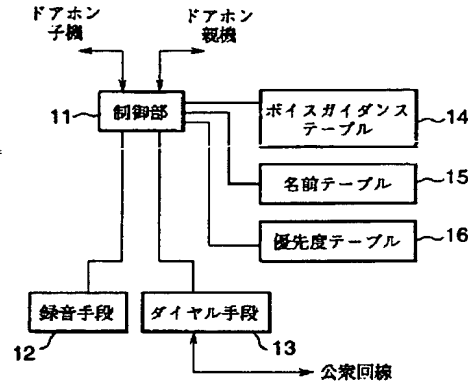 ドアホン
子機
ドアホン
親機
11
制御部
ボイスガイダンス
テーブル
14
名前テーブル
15
優先度テーブル
16
録音手段
12
ダイヤル手段
13
公衆回線